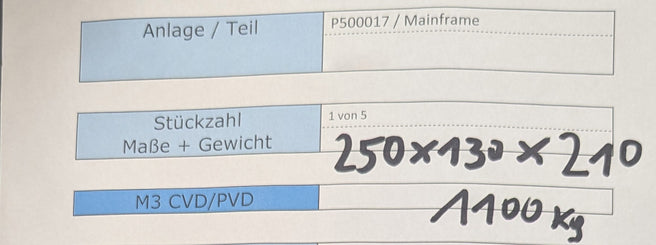 Anlage / Teil
P500017 / Mainframe
Stückzahl
Maße + Gewicht
1 von 5
250x130x210
M3 CVD/PVD
1100 Kg